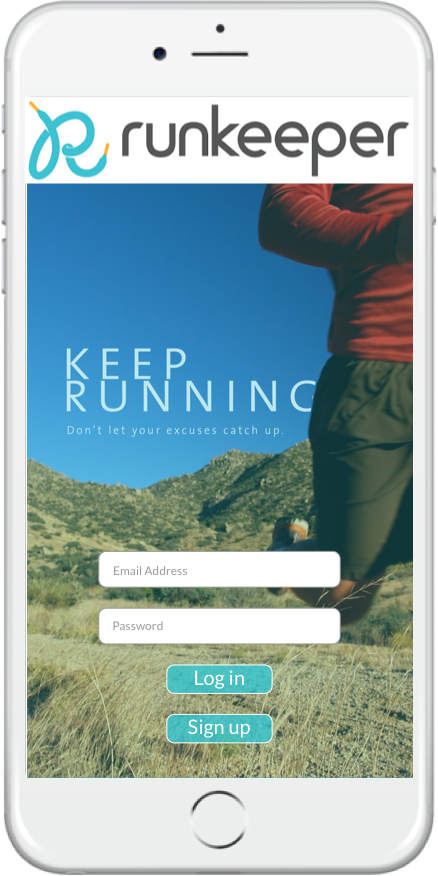 runkeeper
KEEP
RUNNING
Don't let your excuses catch up.
Email Address
Password
Log in
Sign up